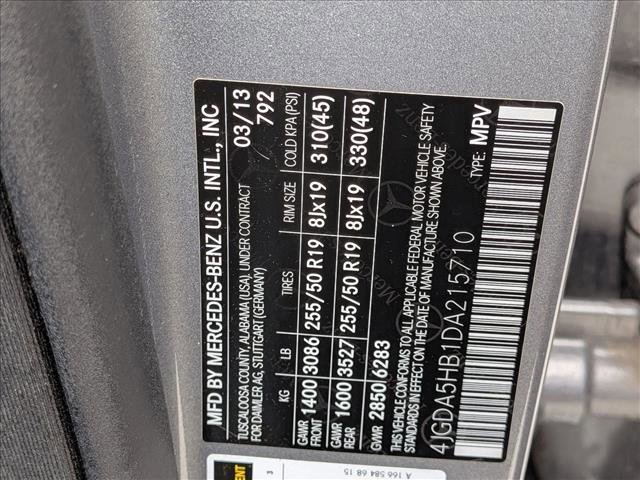 MFD BY MERCEDES-BENZ U.S. INTL., INC
TUSCALOOSA COUNTY, ALABAMA (USA), UNDER CONTRACT 03/13
FOR DAIMLER AG, STUTTGART (GERMANY) 792
KG LB TIRES RIM SIZE COLD KPA(PSI)
GAWR FRONT 1400 3086 255/50 R19 8Jx19 310(45)
GAWR REAR 1600 3527 255/50 R19 8Jx19 330(48)
GVWR 2850 6283
THIS VEHICLE CONFORMS TO ALL APPLICABLE FEDERAL MOTOR VEHICLE SAFETY
STANDARDS IN EFFECT ON THE DATE OF MANUFACTURE SHOWN ABOVE.
4JGDA5HB1DA215710 TYPE: MPV
A 166 584 68 15
3